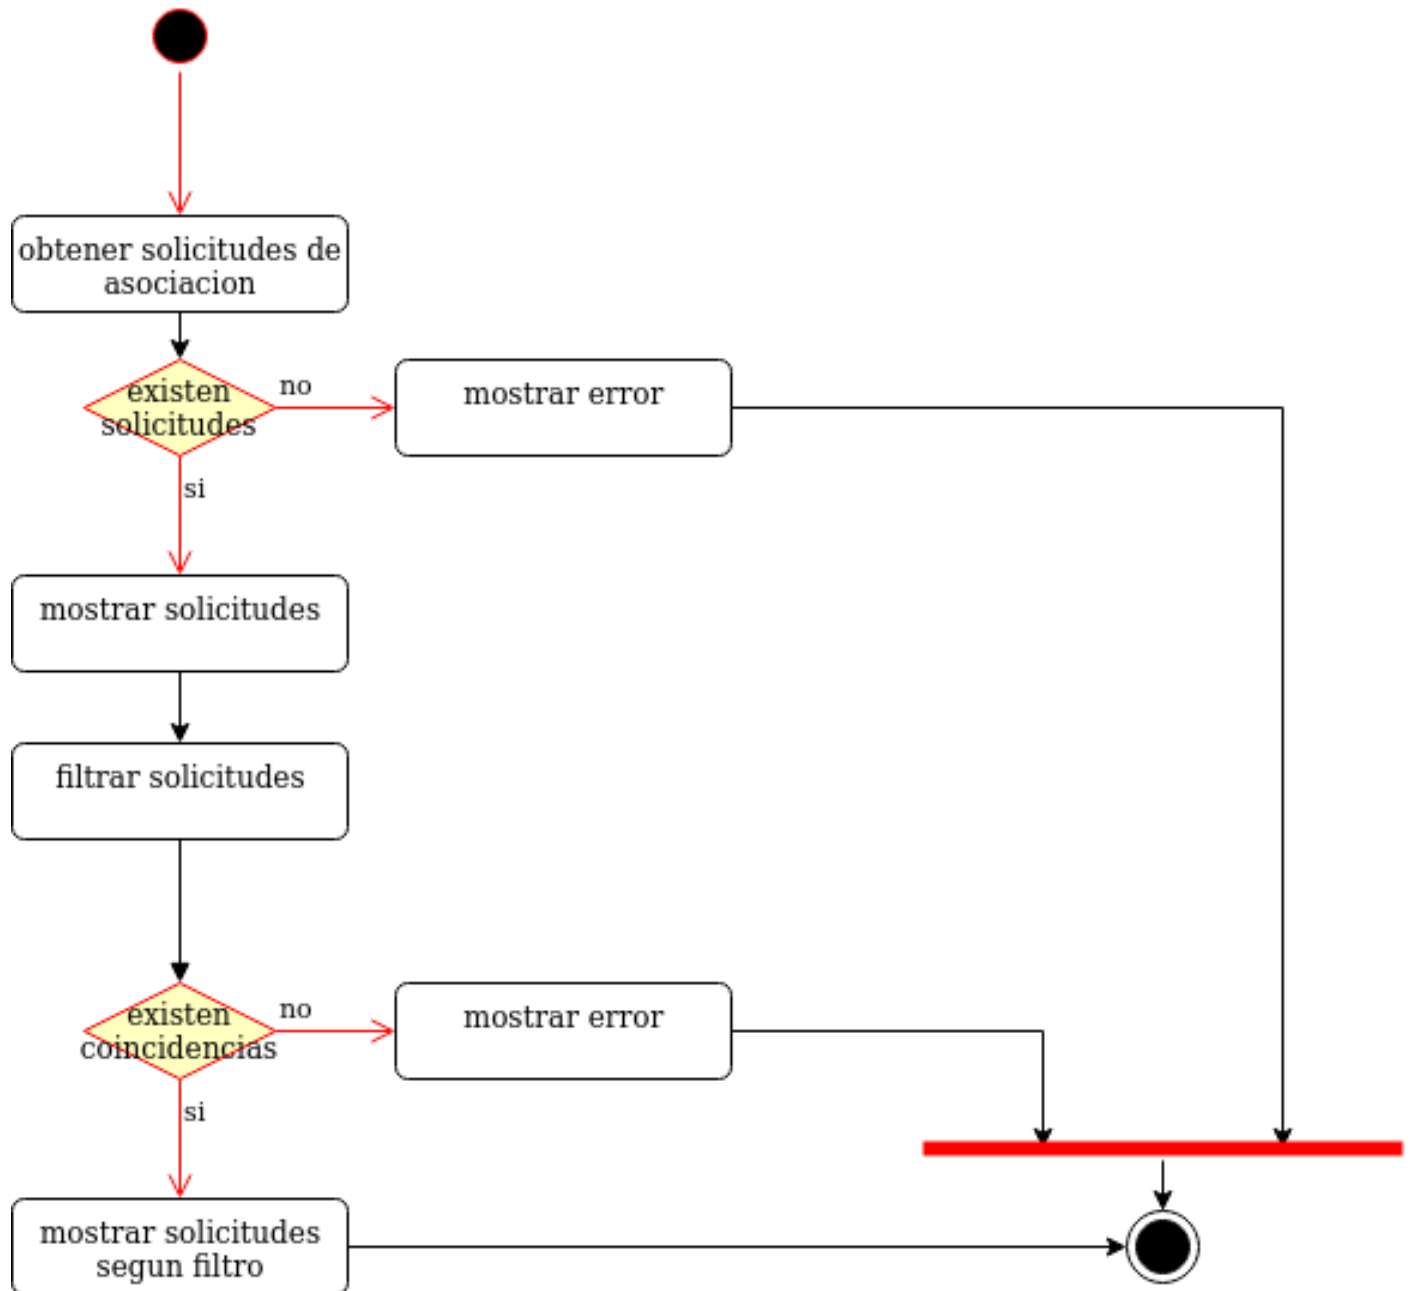 obtener solicitudes de
asociacion
existen
solicitudes
no
mostrar error
si
mostrar solicitudes
filtrar solicitudes
existen
coincidencias
no
mostrar error
si
mostrar solicitudes
segun filtro